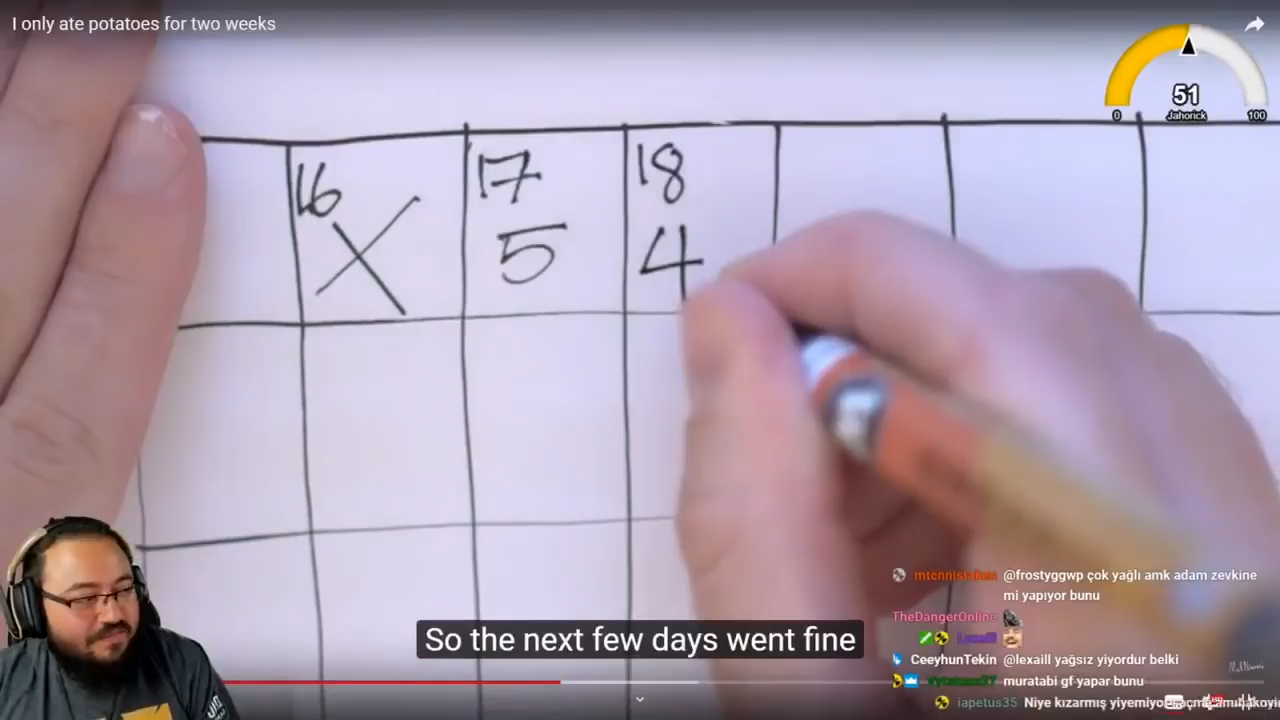 I only ate potatoes for two weeks
51
Jahorick
0 100
16 17 18
X 5 4
mtcnnistaken @frostyggwp çok yağlı amk adam zevkine
mi yapıyor bunu
TheDangerOnline
Lexaill
So the next few days went fine
CeeyhunTekin @lexaill yağsız yiyordur belki
muratabi gf yapar bunu
iapetus35 Niye kızarmış